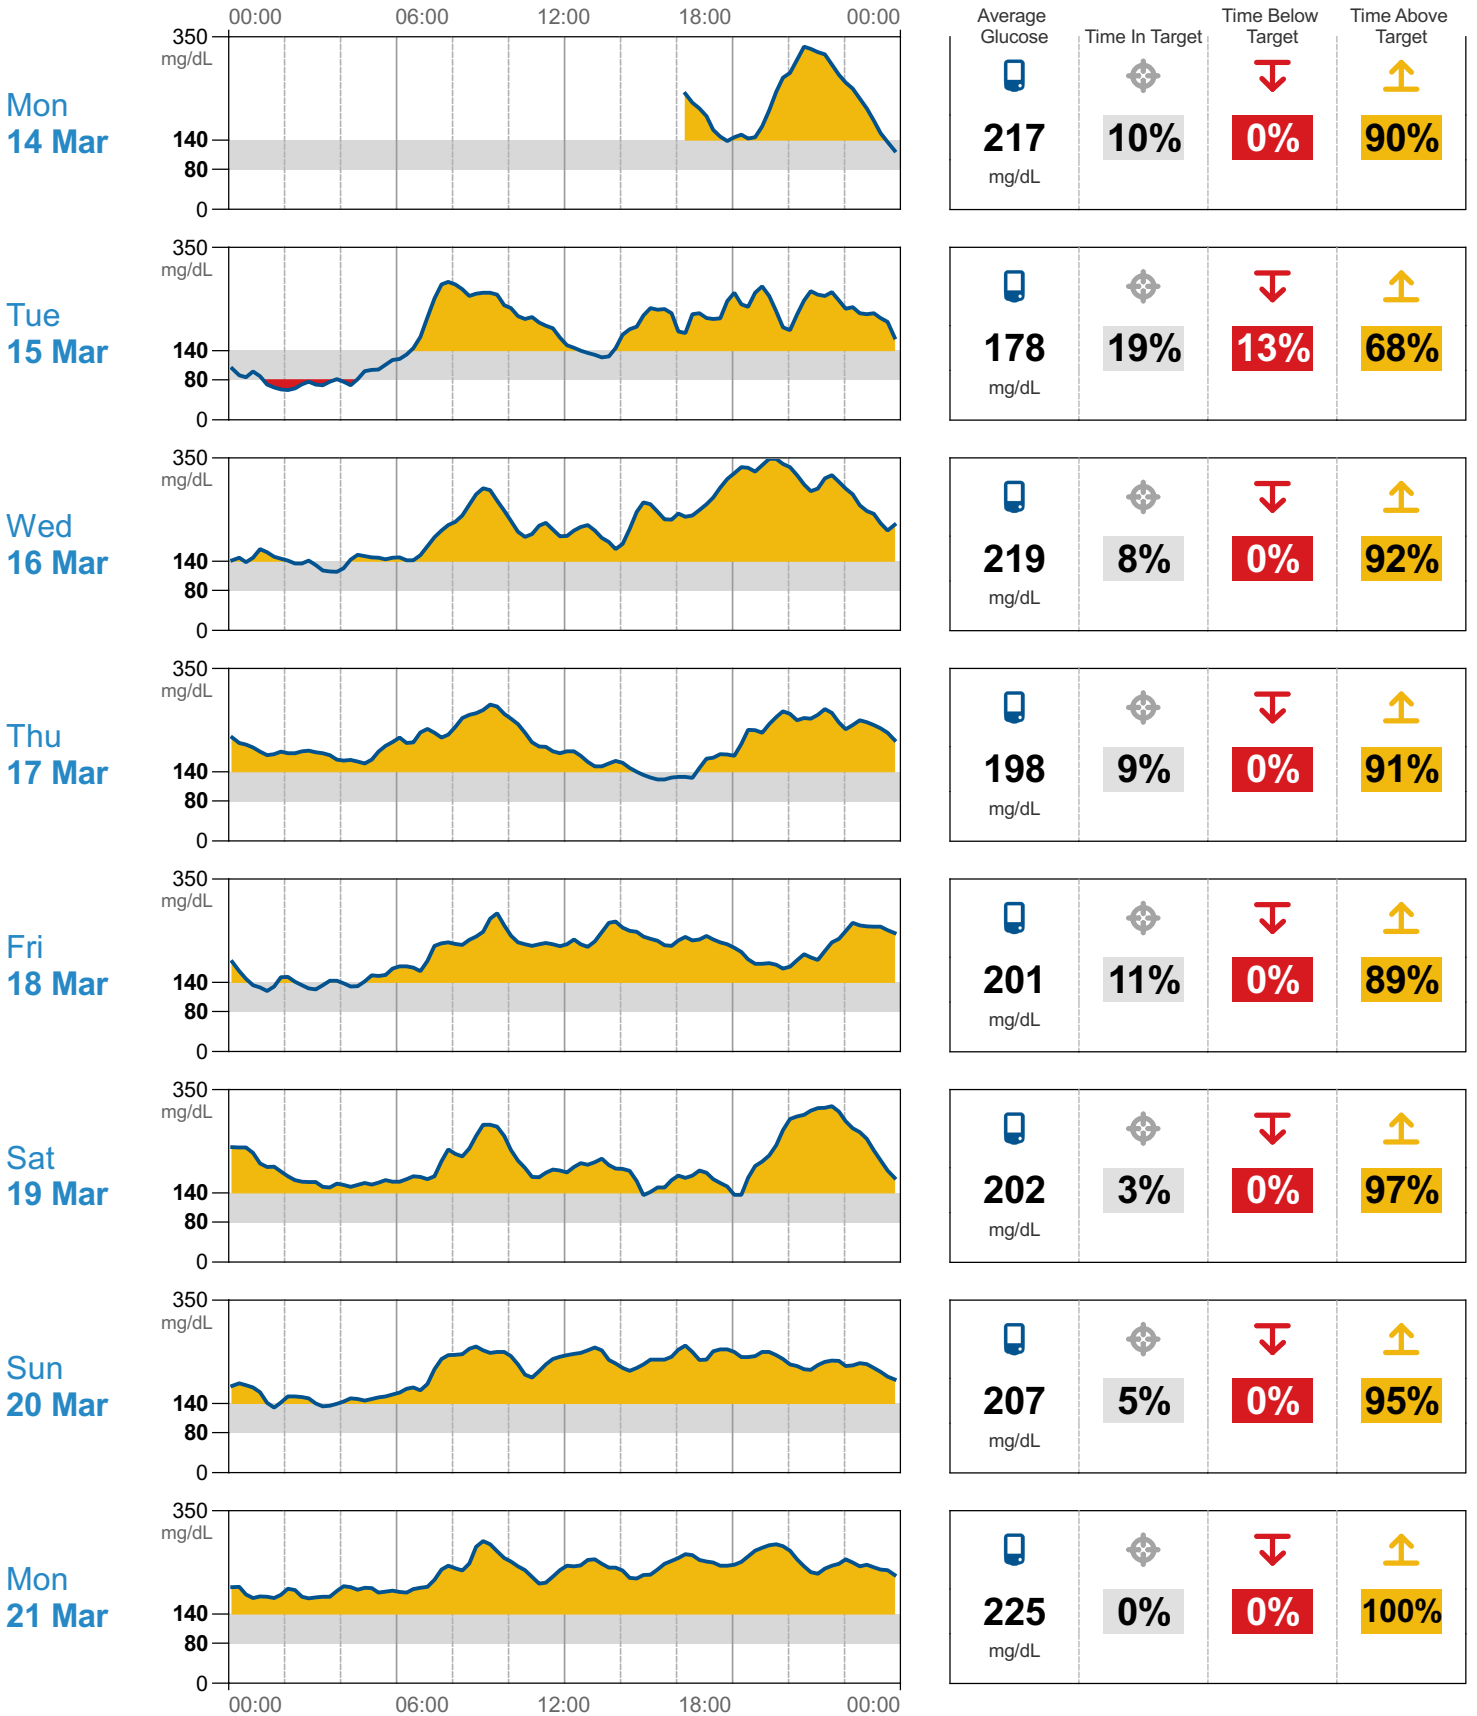 00:00 06:00 12:00 18:00 00:00
Average Glucose Time In Target Time Below Target Time Above Target
350
mg/dL
Mon
14 Mar
140
80
0
217 10% 0% 90%
mg/dL
350
mg/dL
Tue
15 Mar
140
80
0
178 19% 13% 68%
mg/dL
350
mg/dL
Wed
16 Mar
140
80
0
219 8% 0% 92%
mg/dL
350
mg/dL
Thu
17 Mar
140
80
0
198 9% 0% 91%
mg/dL
350
mg/dL
Fri
18 Mar
140
80
0
201 11% 0% 89%
mg/dL
350
mg/dL
Sat
19 Mar
140
80
0
202 3% 0% 97%
mg/dL
350
mg/dL
Sun
20 Mar
140
80
0
207 5% 0% 95%
mg/dL
350
mg/dL
Mon
21 Mar
140
80
0
225 0% 0% 100%
mg/dL
00:00 06:00 12:00 18:00 00:00